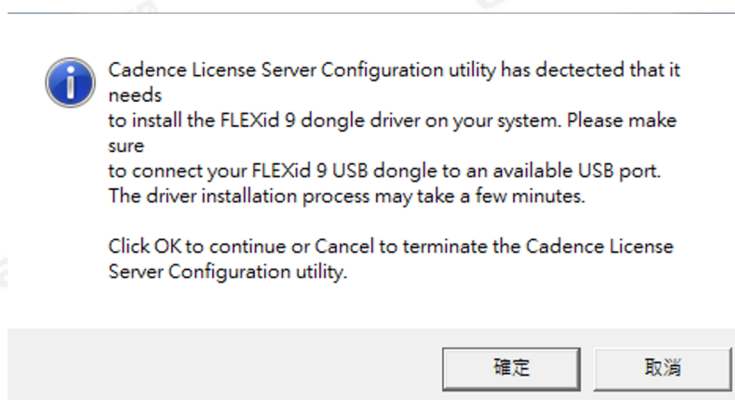 Cadence License Server Configuration utility has dectected that it
needs
to install the FLEXid 9 dongle driver on your system. Please make
sure
to connect your FLEXid 9 USB dongle to an available USB port.
The driver installation process may take a few minutes.
Click OK to continue or Cancel to terminate the Cadence License
Server Configuration utility.
確定
取消